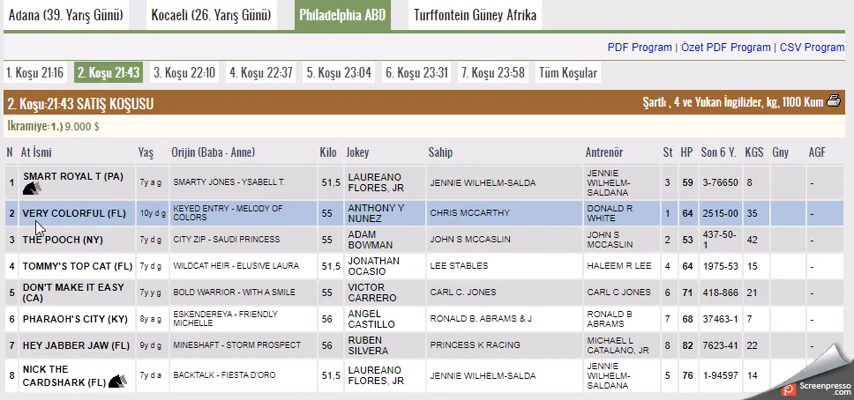 Adana (39. Yarış Günü) Kocaeli (26. Yarış Günü) Philadelphia ABD Turffontein Güney Afrika
PDF Program | Özet PDF Program | CSV Program
1. Koşu 21:16 2. Koşu 21:43 3. Koşu 22:10 4. Koşu 22:37 5. Koşu 23:04 6. Koşu 23:31 7. Koşu 23:58 Tüm Koşular
2. Koşu:21:43 SATIŞ KOŞUSU Şartlı , 4 ve Yukarı İngilizler, kg, 1100 Kum
İkramiye:1.) 9.000 $
N At İsmi Yaş Orijin (Baba - Anne) Kilo Jokey Sahip Antrenör St HP Son 6 Y. KGS Gny AGF
1 SMART ROYAL T (PA) 7y a g SMARTY JONES - YSABELL T. 51,5 LAUREANO FLORES, JR JENNIE WILHELM-SALDA JENNIE WILHELM-SALDANA 3 59 3-76650 8 -
2 VERY COLORFUL (FL) 10y d g KEYED ENTRY - MELODY OF COLORS 55 ANTHONY Y NUNEZ CHRIS MCCARTHY DONALD R WHITE 1 64 2515-00 35 -
3 THE POOCH (NY) 7y d g CITY ZIP - SAUDI PRINCESS 55 ADAM BOWMAN JOHN S MCCASLIN JOHN S MCCASLIN 2 53 437-50-1 42 -
4 TOMMY'S TOP CAT (FL) 7y d g WILDCAT HEIR - ELUSIVE LAURA 51,5 JONATHAN OCASIO LEE STABLES HALEEM R LEE 4 64 1975-53 15 -
5 DON'T MAKE IT EASY (CA) 7y y g BOLD WARRIOR - WITH A SMILE 55 VICTOR CARRERO CARL C. JONES CARL C JONES 6 71 418-866 21 -
6 PHARAOH'S CITY (KY) 8y a g ESKENDEREYA - FRIENDLY MICHELLE 56 ANGEL CASTILLO RONALD B. ABRAMS & J RONALD B ABRAMS 7 68 37463-1 7 -
7 HEY JABBER JAW (FL) 9y d g MINESHAFT - STORM PROSPECT 56 RUBEN SILVERA PRINCESS K RACING MICHAEL L CATALANO, JR 8 82 7623-41 22 -
8 NICK THE CARDSHARK (FL) 7y d a BACKTALK - FIESTA D'ORO 51,5 LAUREANO FLORES, JR JENNIE WILHELM-SALDA JENNIE WILHELM-SALDANA 5 76 1-94597 14
Screenpresso.com